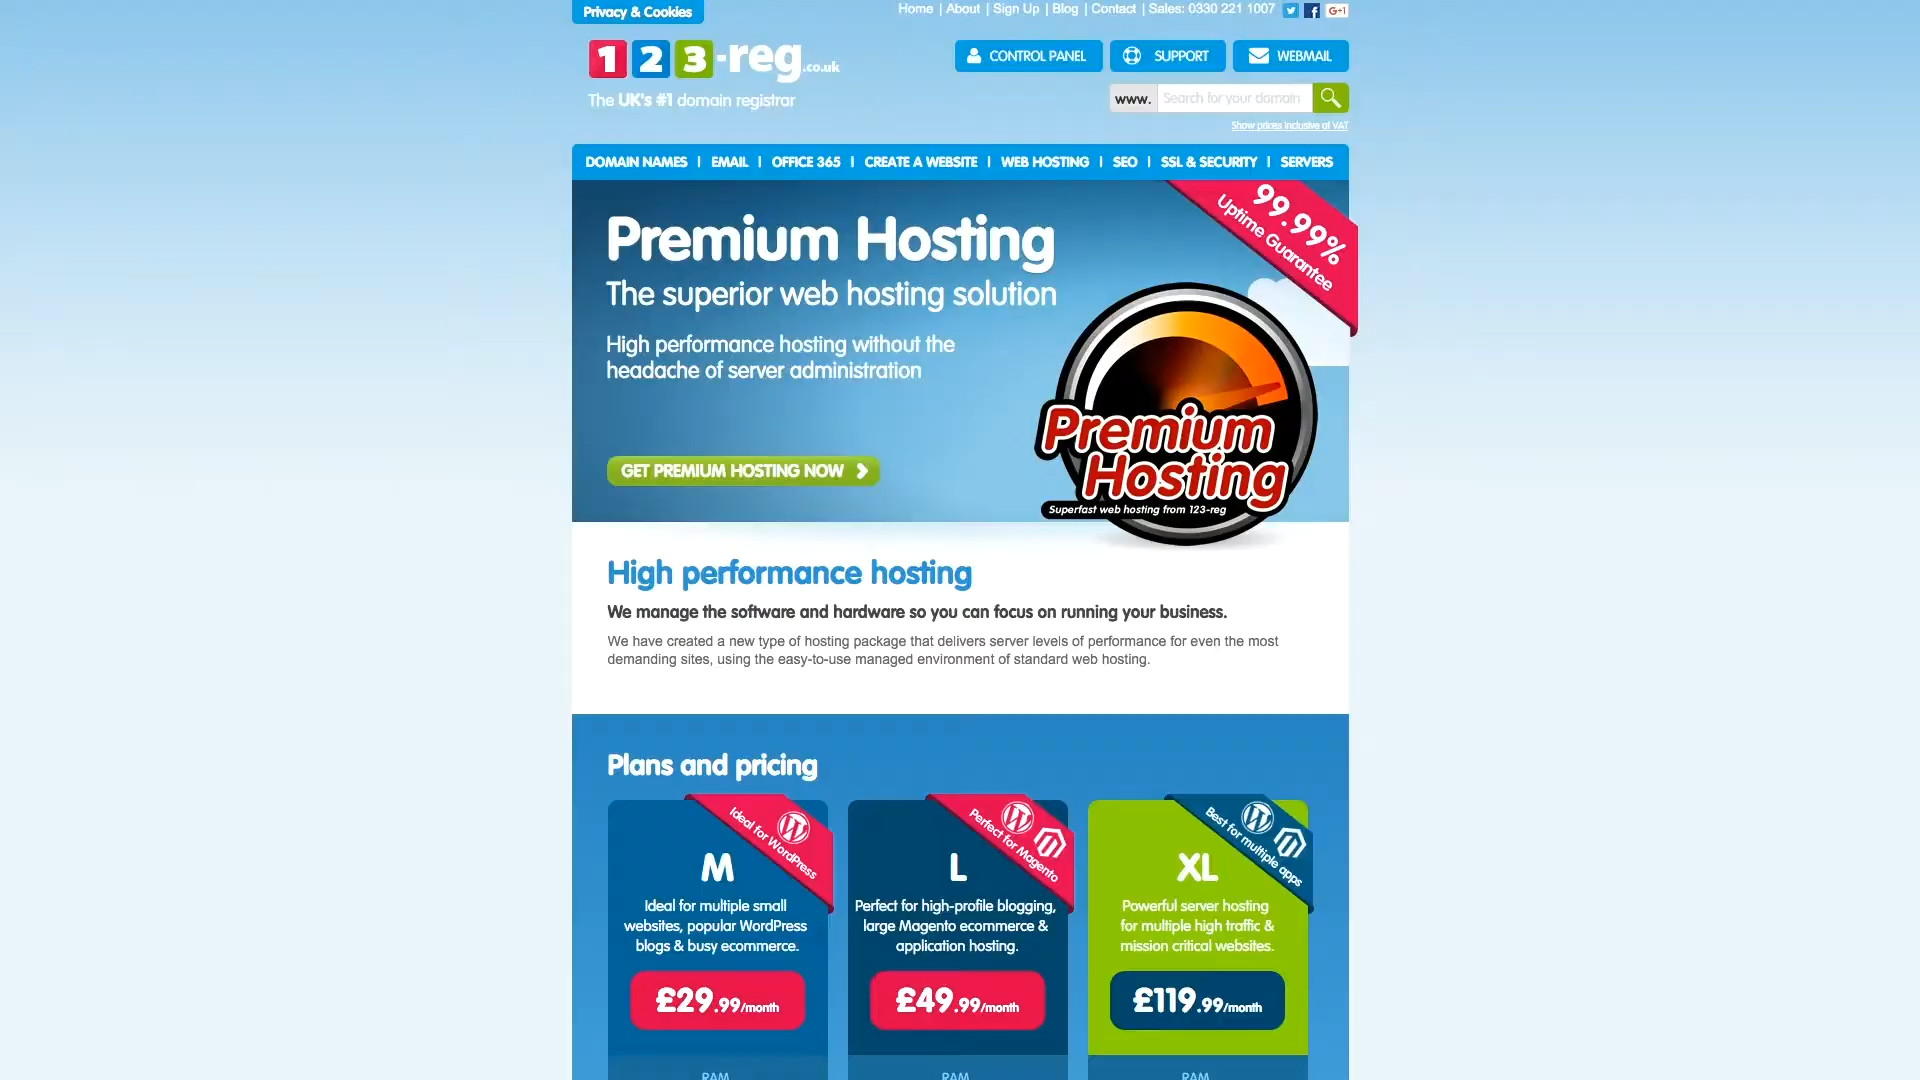 Privacy & Cookies
Home | About | Sign Up | Blog | Contact | Sales: 0330 221 1007
G+1
1 2 3-reg.co.uk
The UK's #1 domain registrar
CONTROL PANEL
SUPPORT
WEBMAIL
www. Search for your domain
Show prices inclusive of VAT
DOMAIN NAMES | EMAIL | OFFICE 365 | CREATE A WEBSITE | WEB HOSTING | SEO | SSL & SECURITY | SERVERS
99.99%
Uptime Guarantee
Premium Hosting
The superior web hosting solution
High performance hosting without the
headache of server administration
GET PREMIUM HOSTING NOW
Premium
Hosting
Superfast web hosting from 123-reg
High performance hosting
We manage the software and hardware so you can focus on running your business.
We have created a new type of hosting package that delivers server levels of performance for even the most
demanding sites, using the easy-to-use managed environment of standard web hosting.
Plans and pricing
Ideal for WordPress
M
Ideal for multiple small
websites, popular WordPress
blogs & busy ecommerce.
£29.99/month
RAM
Perfect for Magento
L
Perfect for high-profile blogging,
large Magento ecommerce &
application hosting.
£49.99/month
RAM
Best for multiple apps
XL
Powerful server hosting
for multiple high traffic &
mission critical websites.
£119.99/month
RAM